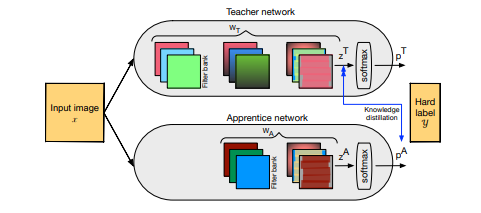 Teacher network
W_T
Filter bank
z^T
softmax
p^T
Input image
x
Knowledge
distillation
Hard
label
y
Apprentice network
W_A
Filter bank
z^A
softmax
p^A